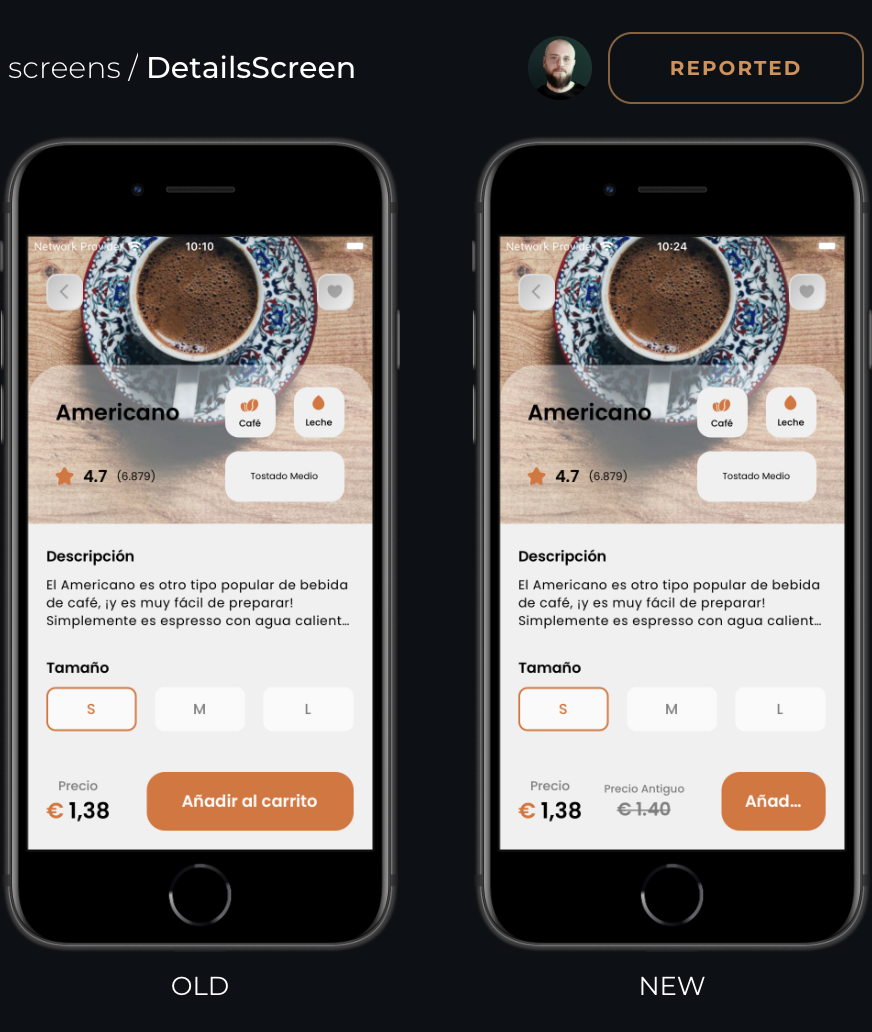 screens / DetailsScreen
REPORTED
Network Provider
10:10
Americano
Café
Leche
4.7 (6.879)
Tostado Medio
Descripción
El Americano es otro tipo popular de bebida
de café, ¡y es muy fácil de preparar!
Simplemente es espresso con agua calient...
Tamaño
S
M
L
Precio
€ 1,38
Añadir al carrito
OLD
Network Provider
10:24
Americano
Café
Leche
4.7 (6.879)
Tostado Medio
Descripción
El Americano es otro tipo popular de bebida
de café, ¡y es muy fácil de preparar!
Simplemente es espresso con agua calient...
Tamaño
S
M
L
Precio
€ 1,38
Precio Antiguo
€ 1.40
Añad...
NEW